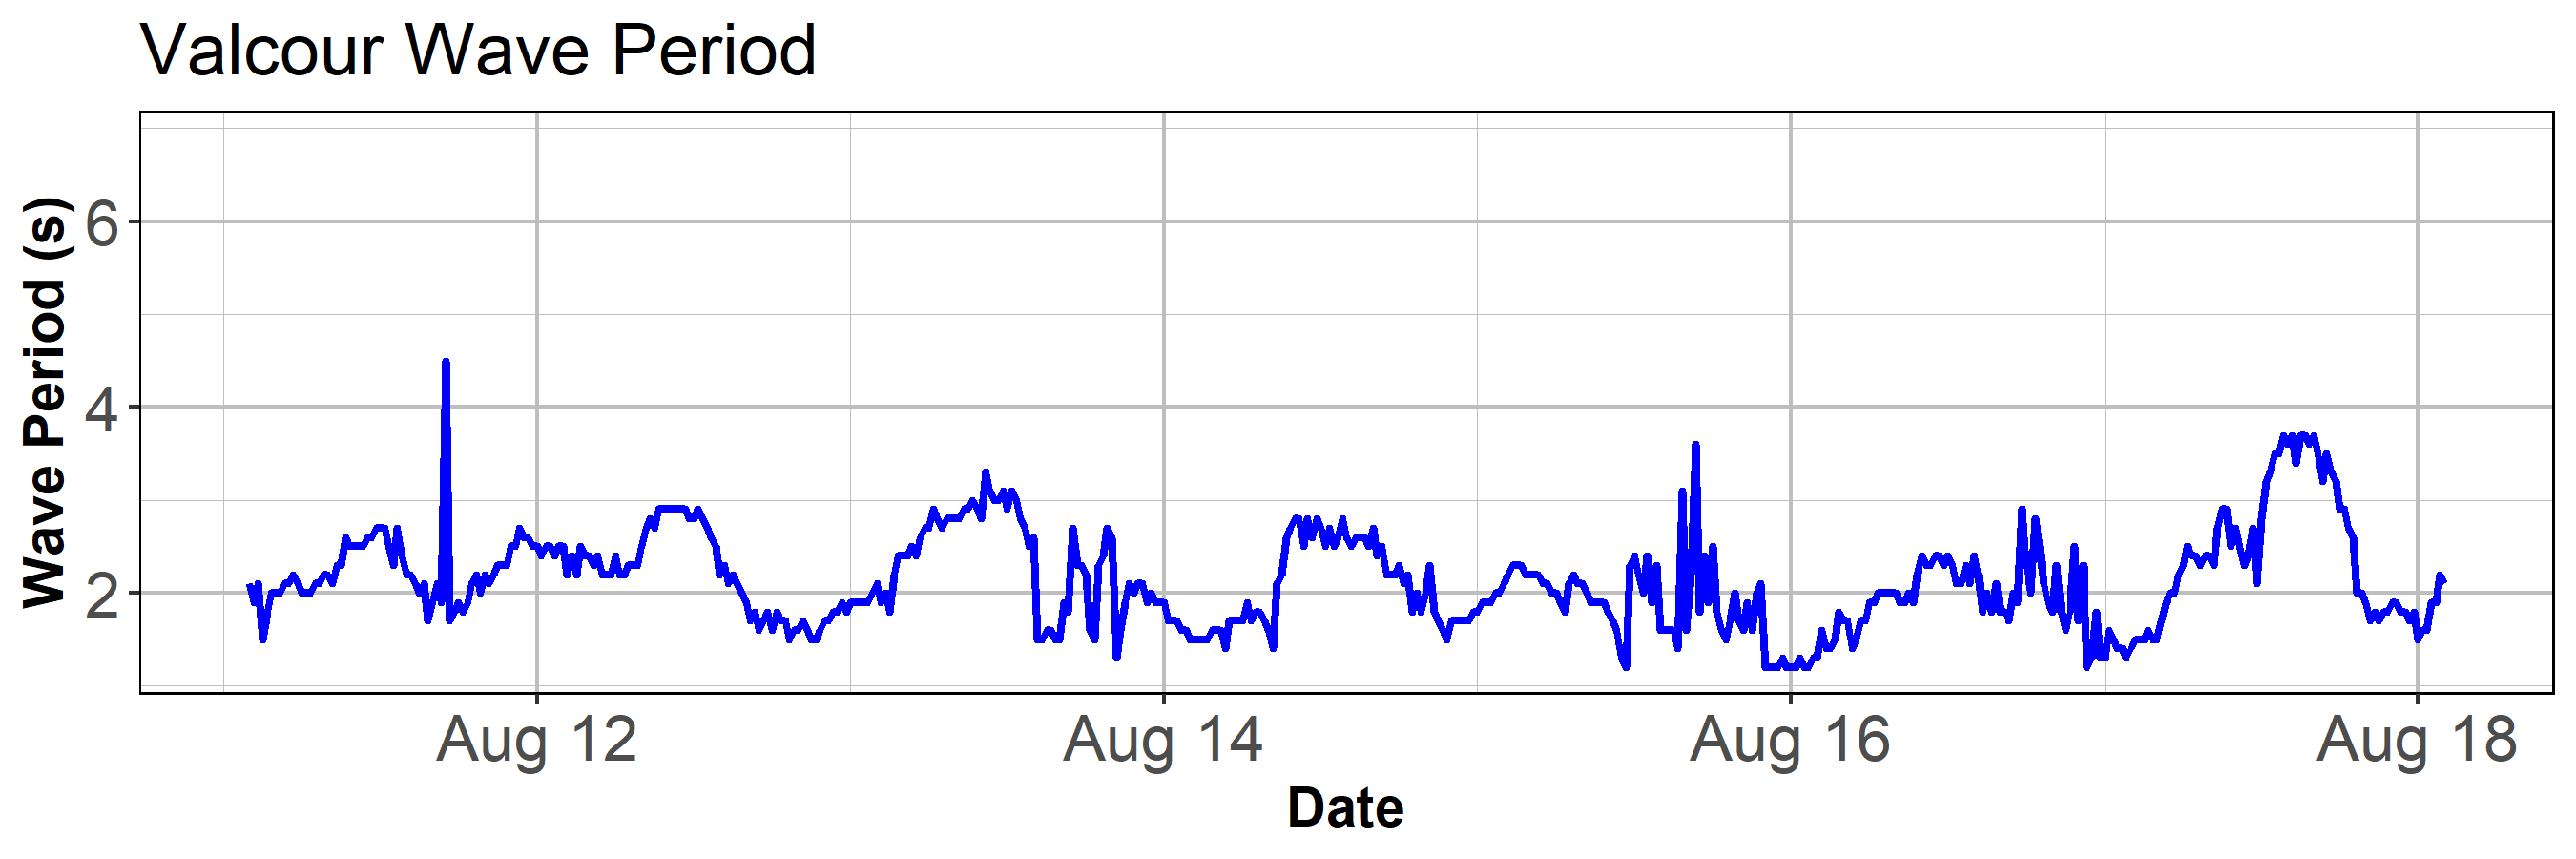 Valcour Wave Period
Wave Period (s)
6
4
2
Aug 12
Aug 14
Aug 16
Aug 18
Date